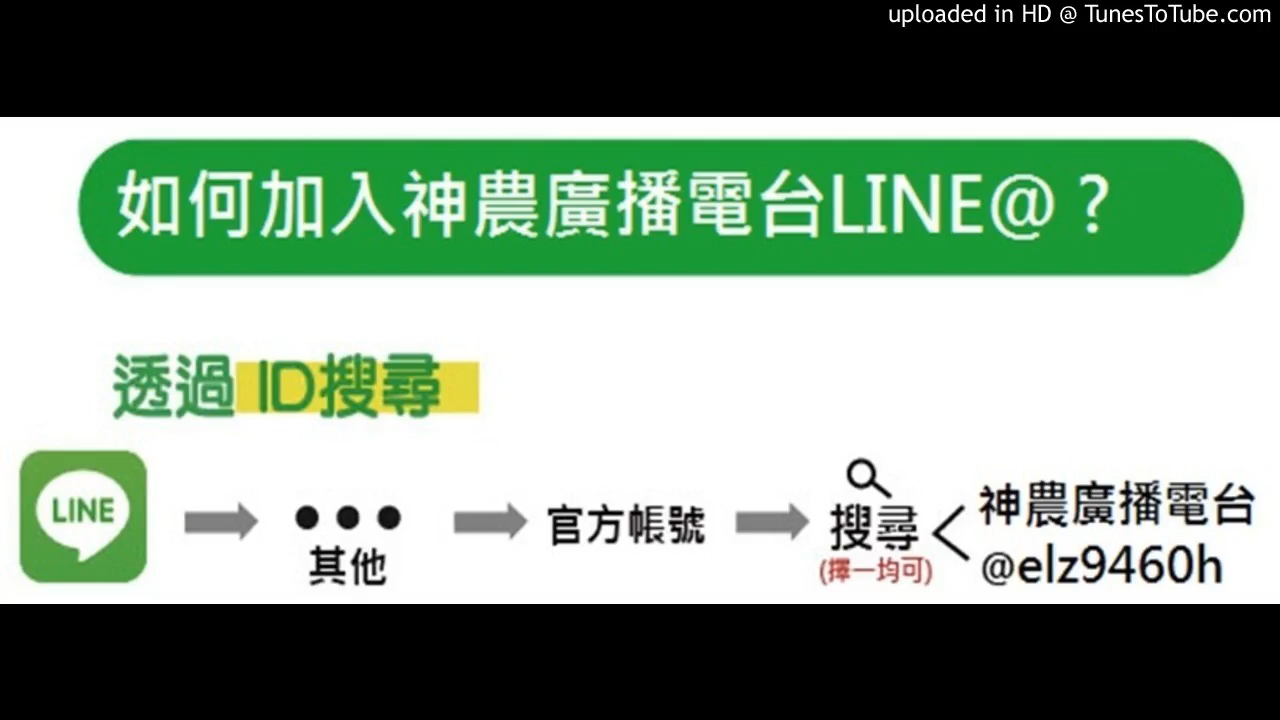 uploaded in HD @ TunesToTube.com
如何加入神農廣播電台LINE@？
透過 ID搜尋
LINE
其他
官方帳號
搜尋
(擇一均可)
神農廣播電台
@elz9460h